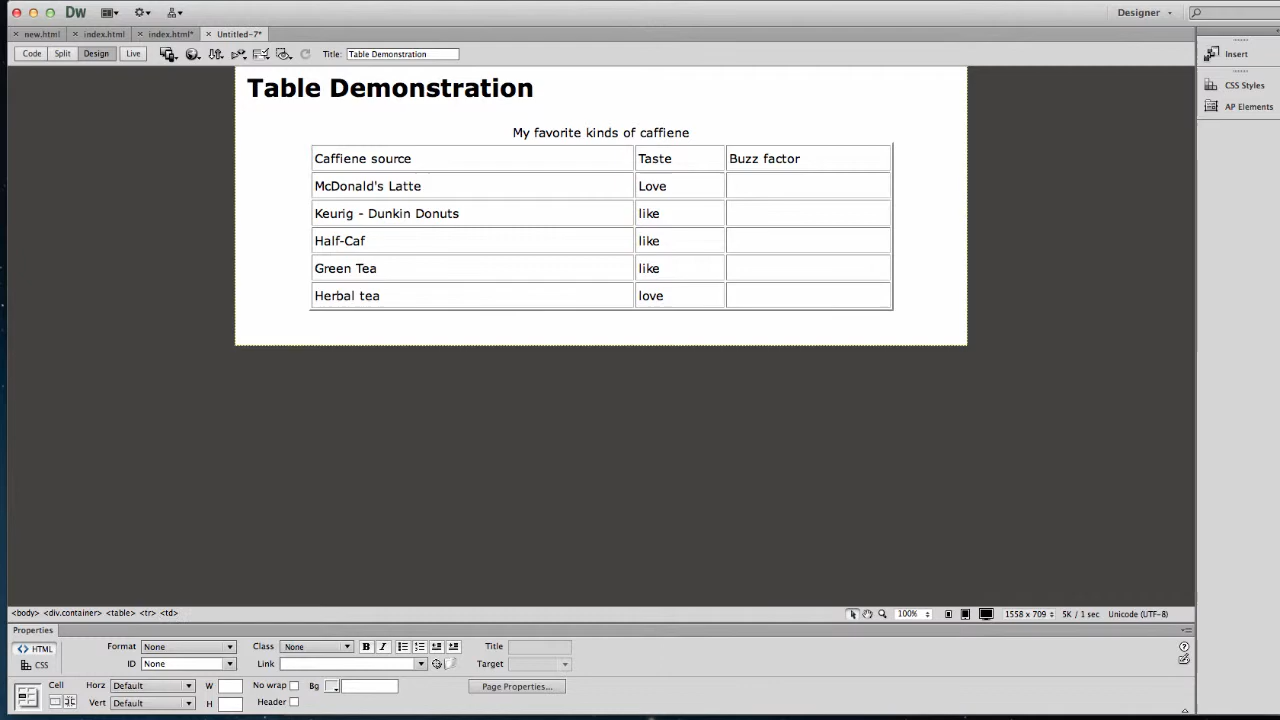 Dw Designer
new.html index.html index.html* Untitled-7*
Code Split Design Live Title: Table Demonstration
Insert
CSS Styles
AP Elements
Table Demonstration
My favorite kinds of caffiene
Caffiene source Taste Buzz factor
McDonald's Latte Love
Keurig - Dunkin Donuts like
Half-Caf like
Green Tea like
Herbal tea love
<body> <div.container> <table> <tr> <td> 100% 1558 x 709 5K / 1 sec Unicode (UTF-8)
Properties
<> HTML Format None Class None B I Title
CSS ID None Link Target
Cell Horz Default W No wrap Bg Page Properties...
Vert Default H Header